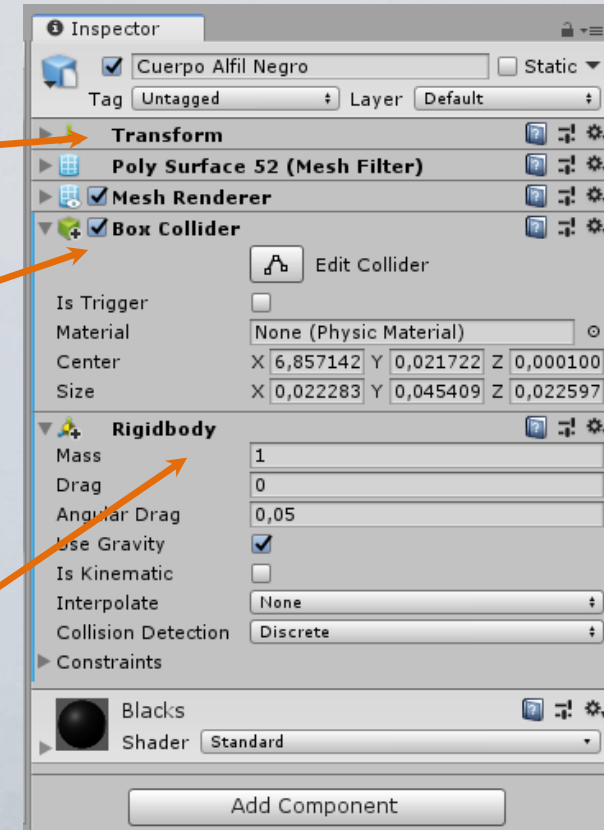 Inspector
Cuerpo Alfil Negro Static
Tag Untagged Layer Default
Transform
Poly Surface 52 (Mesh Filter)
Mesh Renderer
Box Collider
Edit Collider
Is Trigger
Material None (Physic Material)
Center X 6,857142 Y 0,021722 Z 0,000100
Size X 0,022283 Y 0,045409 Z 0,022597
Rigidbody
Mass 1
Drag 0
Angular Drag 0,05
Use Gravity
Is Kinematic
Interpolate None
Collision Detection Discrete
Constraints
Blacks
Shader Standard
Add Component